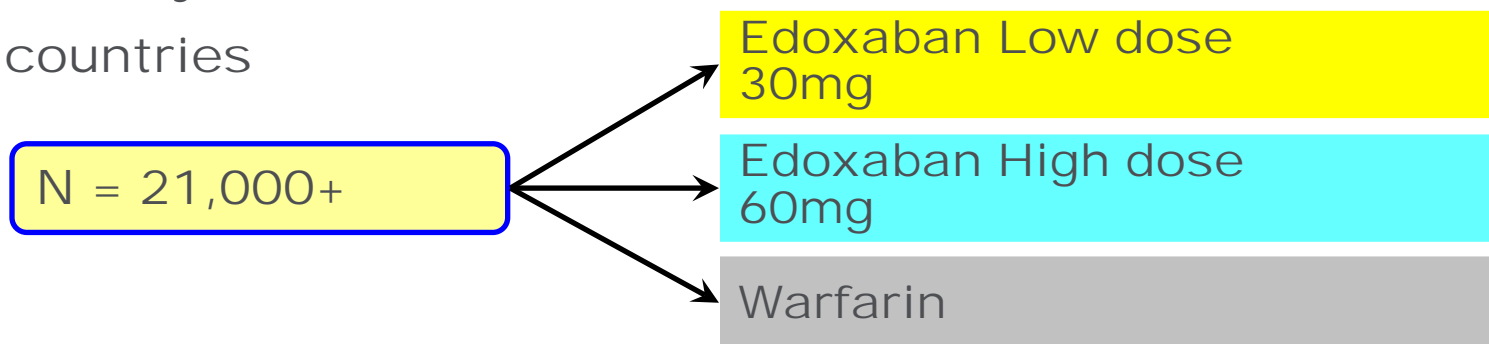 countries
Edoxaban Low dose
30mg
N = 21,000+
Edoxaban High dose
60mg
Warfarin